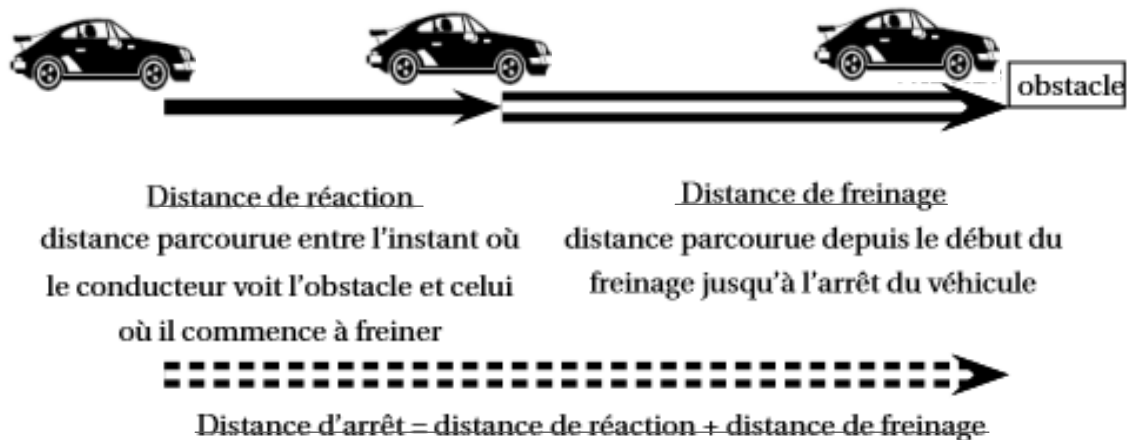 obstacle
Distance de réaction
distance parcourue entre l'instant où
le conducteur voit l'obstacle et celui
où il commence à freiner
Distance de freinage
distance parcourue depuis le début du
freinage jusqu'à l'arrêt du véhicule
Distance d'arrêt = distance de réaction + distance de freinage